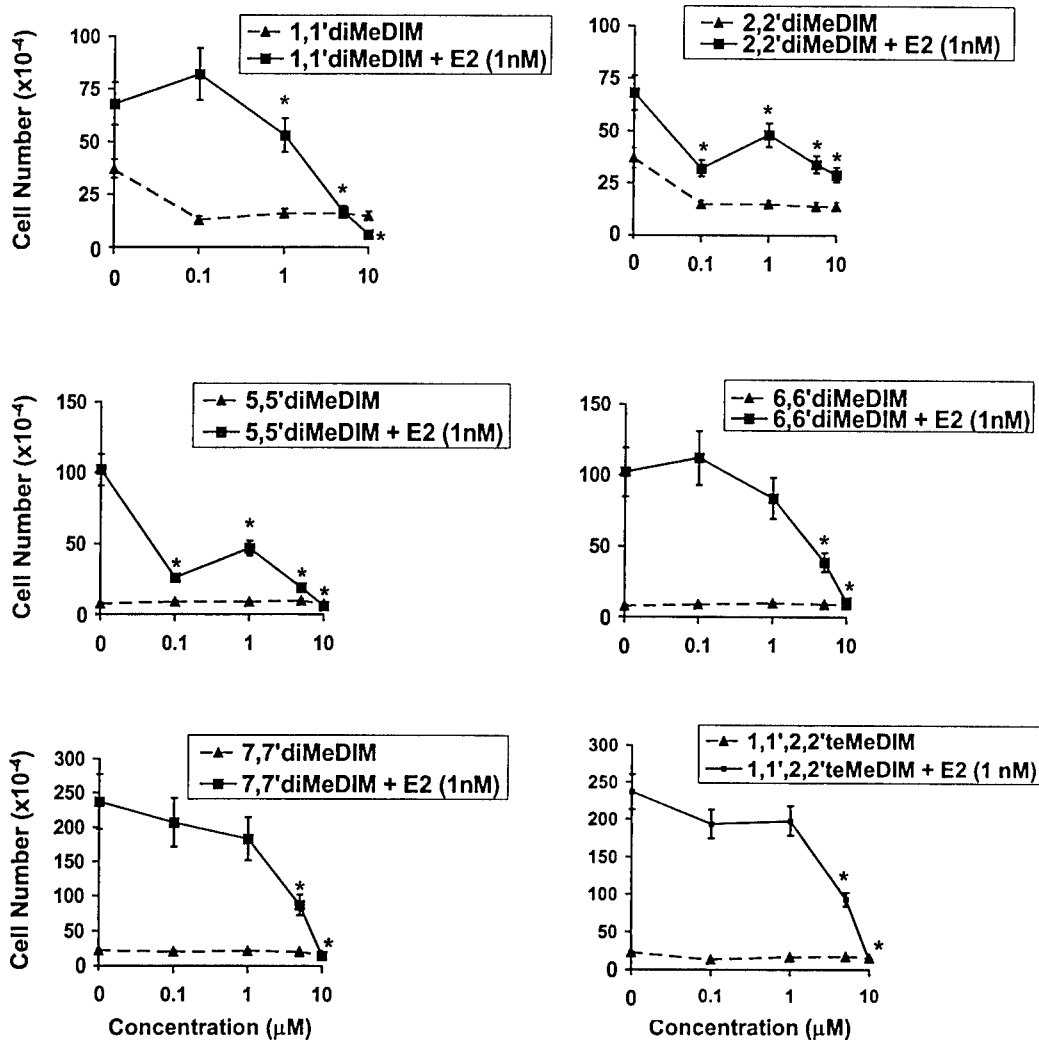 1,1'diMeDIM
1,1'diMeDIM + E2 (1nM)
Cell Number (x10-4)
100
75
50
25
0
*
*
*
0 0.1 1 10
2,2'diMeDIM
2,2'diMeDIM + E2 (1nM)
100
75
50
25
0
*
*
*
*
0 0.1 1 10
5,5'diMeDIM
5,5'diMeDIM + E2 (1nM)
Cell Number (x10-4)
150
100
50
0
*
*
*
*
0 0.1 1 10
6,6'diMeDIM
6,6'diMeDIM + E2 (1nM)
150
100
50
0
*
*
0 0.1 1 10
7,7'diMeDIM
7,7'diMeDIM + E2 (1nM)
Cell Number (x10-4)
300
250
200
150
100
50
0
*
*
0 0.1 1 10
Concentration (μM)
1,1',2,2'teMeDIM
1,1',2,2'teMeDIM + E2 (1 nM)
300
250
200
150
100
50
0
*
*
0 0.1 1 10
Concentration (μM)